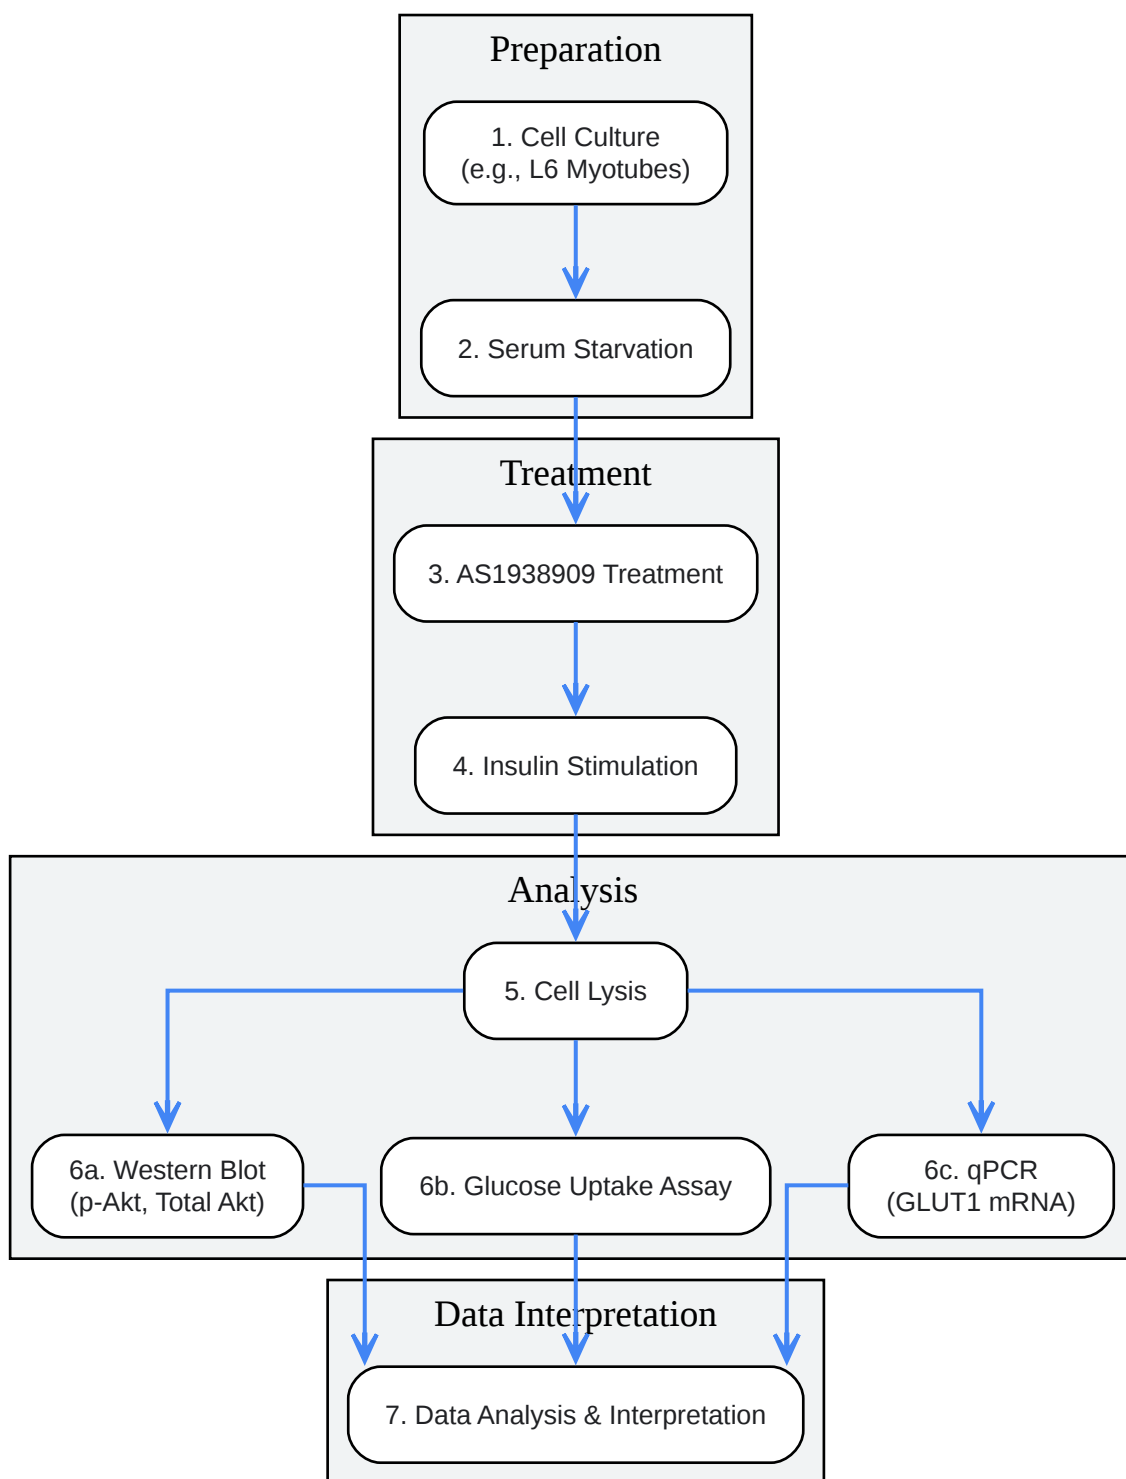 Preparation
1. Cell Culture
(e.g., L6 Myotubes)
2. Serum Starvation
Treatment
3. AS1938909 Treatment
4. Insulin Stimulation
Analysis
5. Cell Lysis
6a. Western Blot
(p-Akt, Total Akt)
6b. Glucose Uptake Assay
6c. qPCR
(GLUT1 mRNA)
Data Interpretation
7. Data Analysis & Interpretation